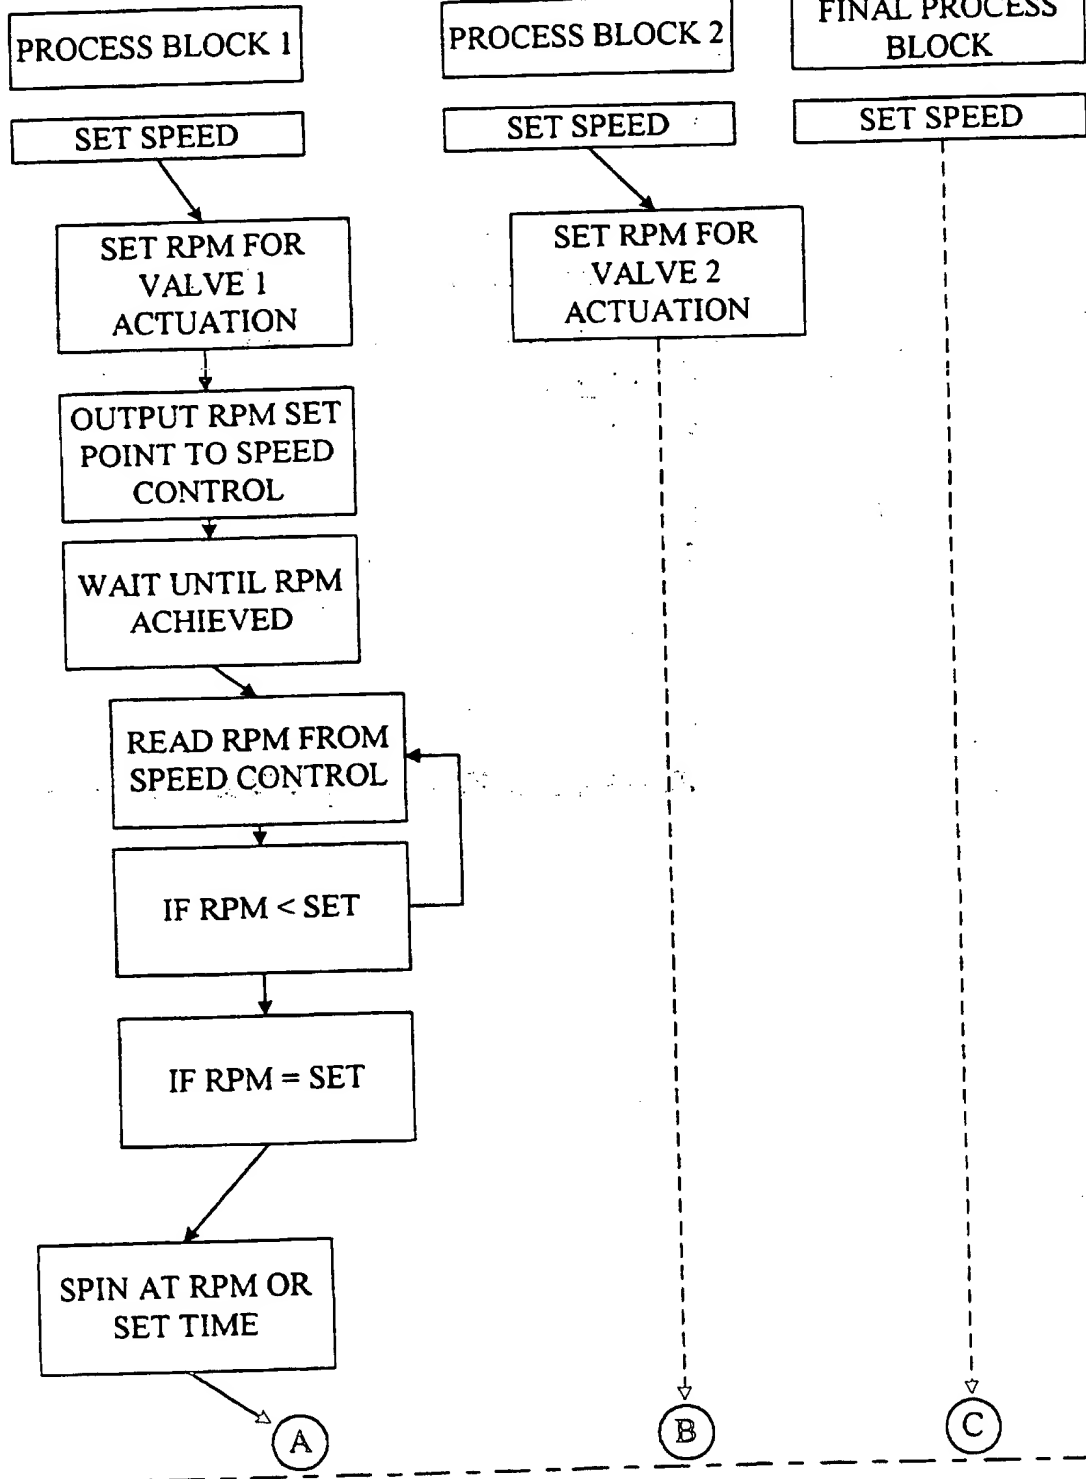 PROCESS BLOCK 1
SET SPEED
SET RPM FOR
VALVE 1
ACTUATION
OUTPUT RPM SET
POINT TO SPEED
CONTROL
WAIT UNTIL RPM
ACHIEVED
READ RPM FROM
SPEED CONTROL
IF RPM < SET
IF RPM = SET
SPIN AT RPM OR
SET TIME
A
PROCESS BLOCK 2
SET SPEED
SET RPM FOR
VALVE 2
ACTUATION
B
FINAL PROCESS
BLOCK
SET SPEED
C